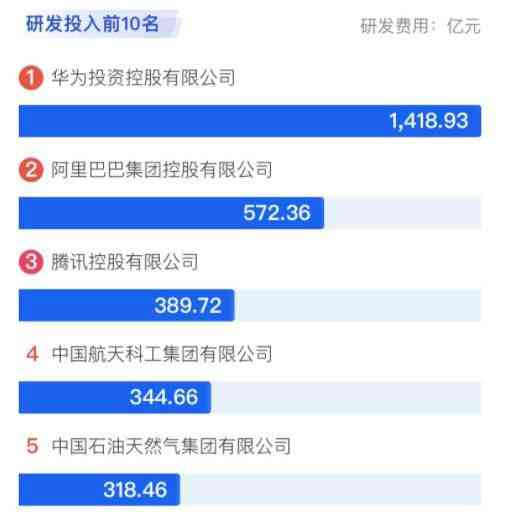 研发投入前10名
研发费用：亿元
1 华为投资控股有限公司
1,418.93
2 阿里巴巴集团控股有限公司
572.36
3 腾讯控股有限公司
389.72
4 中国航天科工集团有限公司
344.66
5 中国石油天然气集团有限公司
318.46